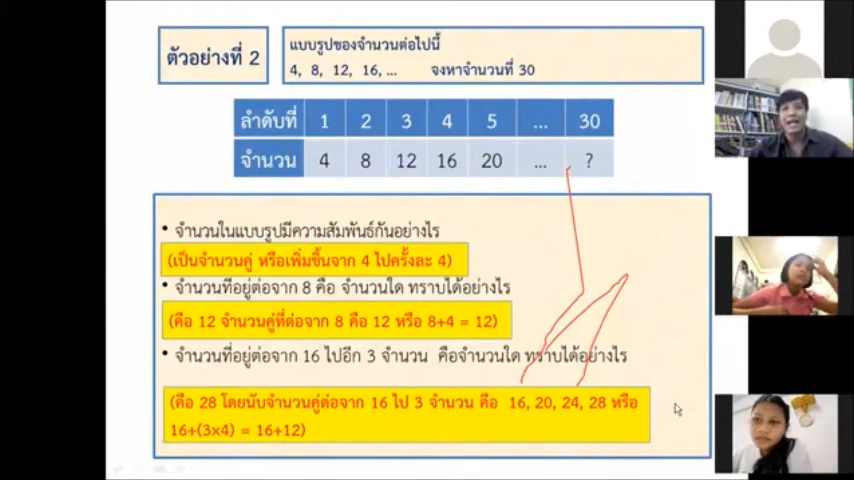 ตัวอย่างที่ 2
แบบรูปของจำนวนต่อไปนี้
4, 8, 12, 16, ... จงหาจำนวนที่ 30
ลำดับที่ 1 2 3 4 5 ... 30
จำนวน 4 8 12 16 20 ... ?
• จำนวนในแบบรูปมีความสัมพันธ์กันอย่างไร
(เป็นจำนวนคู่ หรือเพิ่มขึ้นจาก 4 ไปครั้งละ 4)
• จำนวนที่อยู่ต่อจาก 8 คือ จำนวนใด ทราบได้อย่างไร
(คือ 12 จำนวนคู่ที่ต่อจาก 8 คือ 12 หรือ 8+4 = 12)
• จำนวนที่อยู่ต่อจาก 16 ไปอีก 3 จำนวน คือจำนวนใด ทราบได้อย่างไร
(คือ 28 โดยนับจำนวนคู่ต่อจาก 16 ไป 3 จำนวน คือ 16, 20, 24, 28 หรือ
16+(3×4) = 16+12)